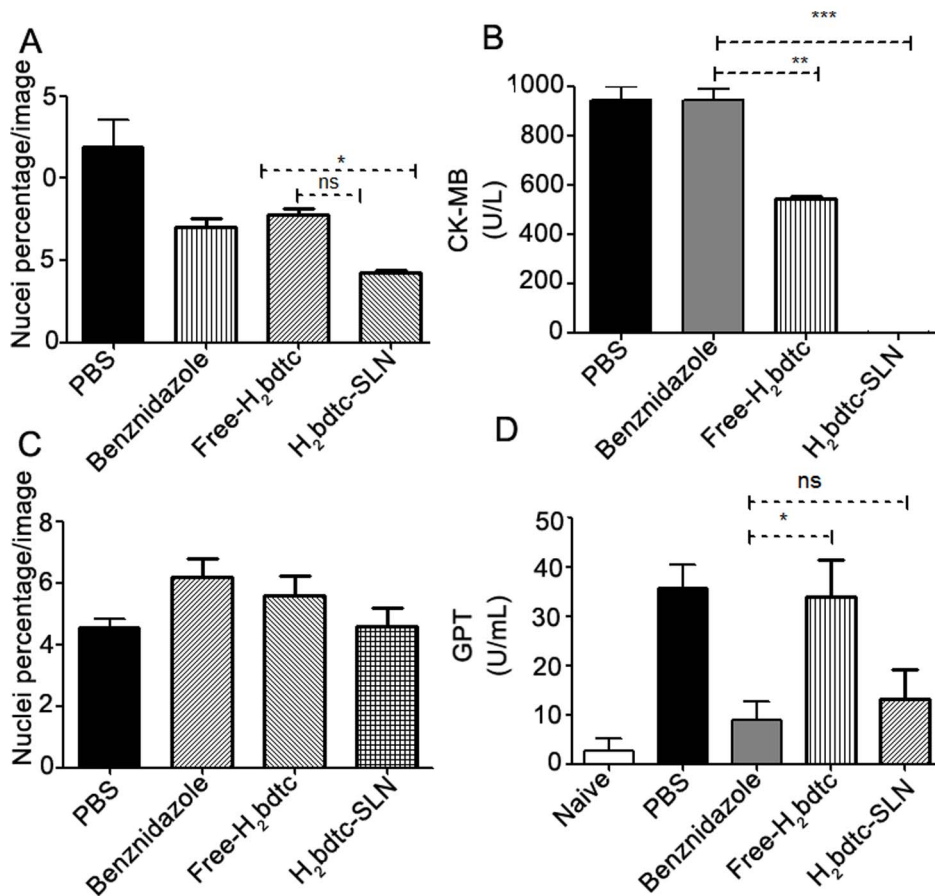 A
Nucei percentage/image
5
0
5
0
*
ns
PBS
Benznidazole
Free-H₂bdtc
H₂bdtc-SLN
B
CK-MB
(U/L)
1000
800
600
400
200
0
***
**
PBS
Benznidazole
Free-H₂bdtc
H₂bdtc-SLN
C
Nuclei percentage/image
8
6
4
2
0
PBS
Benznidazole
Free-H₂bdtc
H₂bdtc-SLN
D
GPT
(U/mL)
50
40
30
20
10
0
ns
*
Naive
PBS
Benznidazole
Free-H₂bdtc
H₂bdtc-SLN